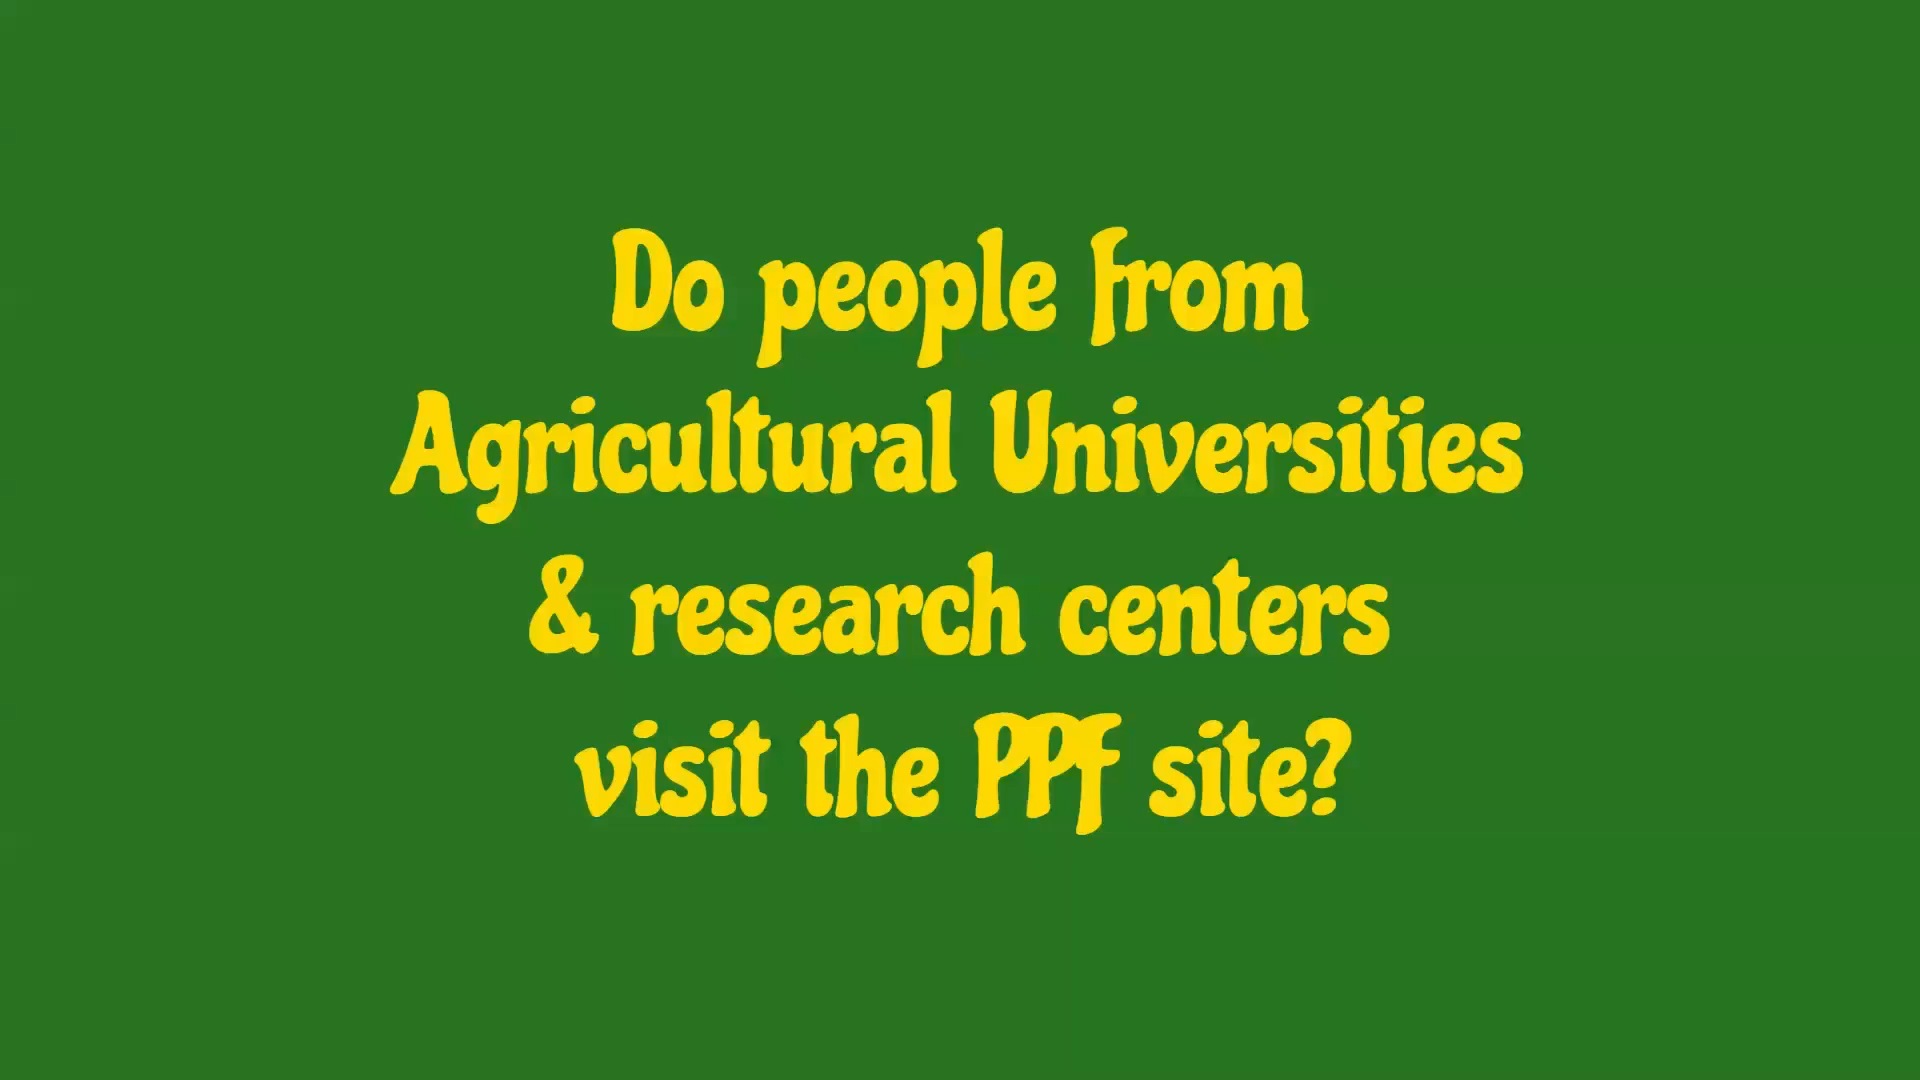 Do people from
Agricultural Universities
& research centers
visit the PPF site?